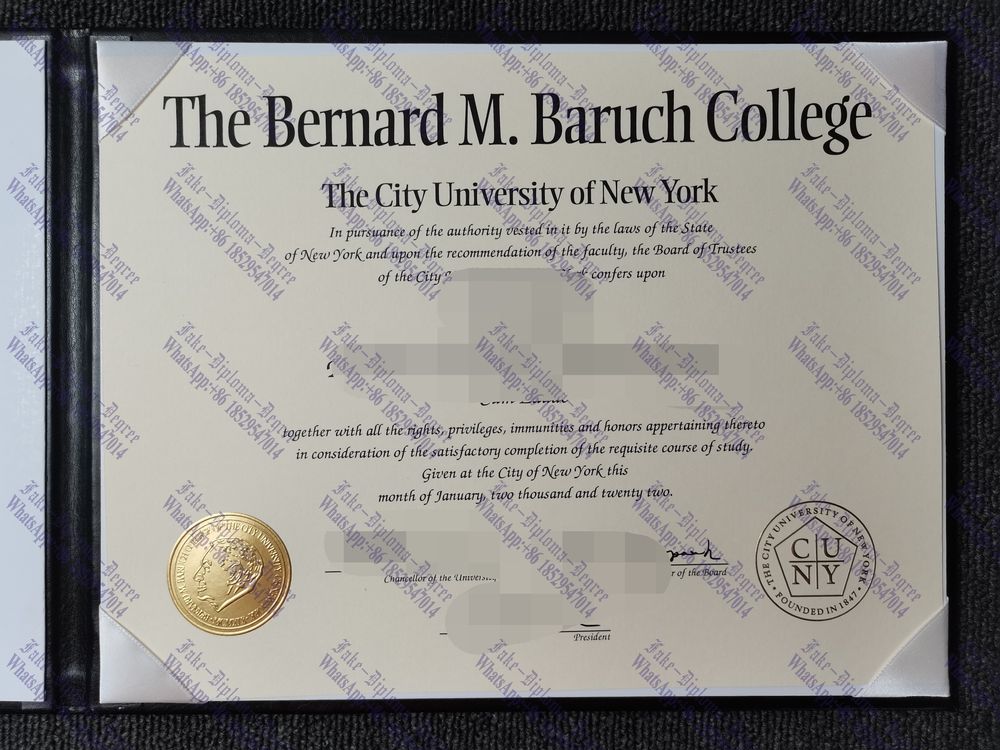 The Bernard M. Baruch College
The City University of New York
In pursuance of the authority vested in it by the laws of the State
of New York and upon the recommendation of the faculty, the Board of Trustees
of the City confers upon
together with all the rights, privileges, immunities and honors appertaining thereto
in consideration of the satisfactory completion of the requisite course of study.
Given at the City of New York this
month of January, two thousand and twenty two.
Chancellor of the
r of the Board
President
THE CITY UNIVERSITY OF NEW YORK
CU
NY
FOUNDED IN 1847
Fake-Diploma-Degree
WhatsApp:+86 18529547014